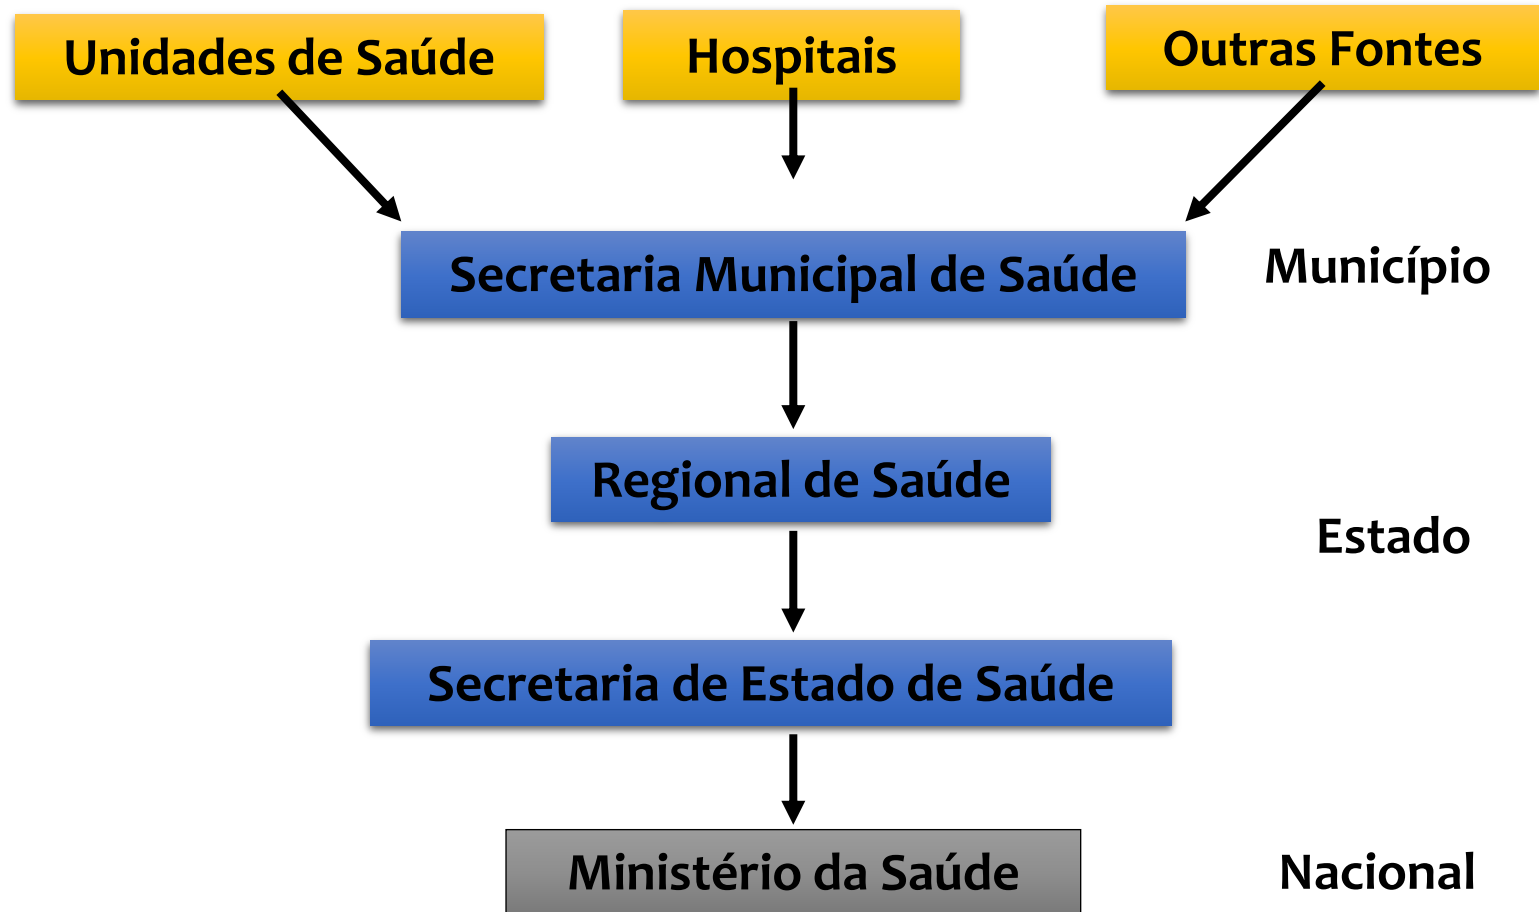 Unidades de Saúde
Hospitais
Outras Fontes
Secretaria Municipal de Saúde
Município
Regional de Saúde
Estado
Secretaria de Estado de Saúde
Ministério da Saúde
Nacional